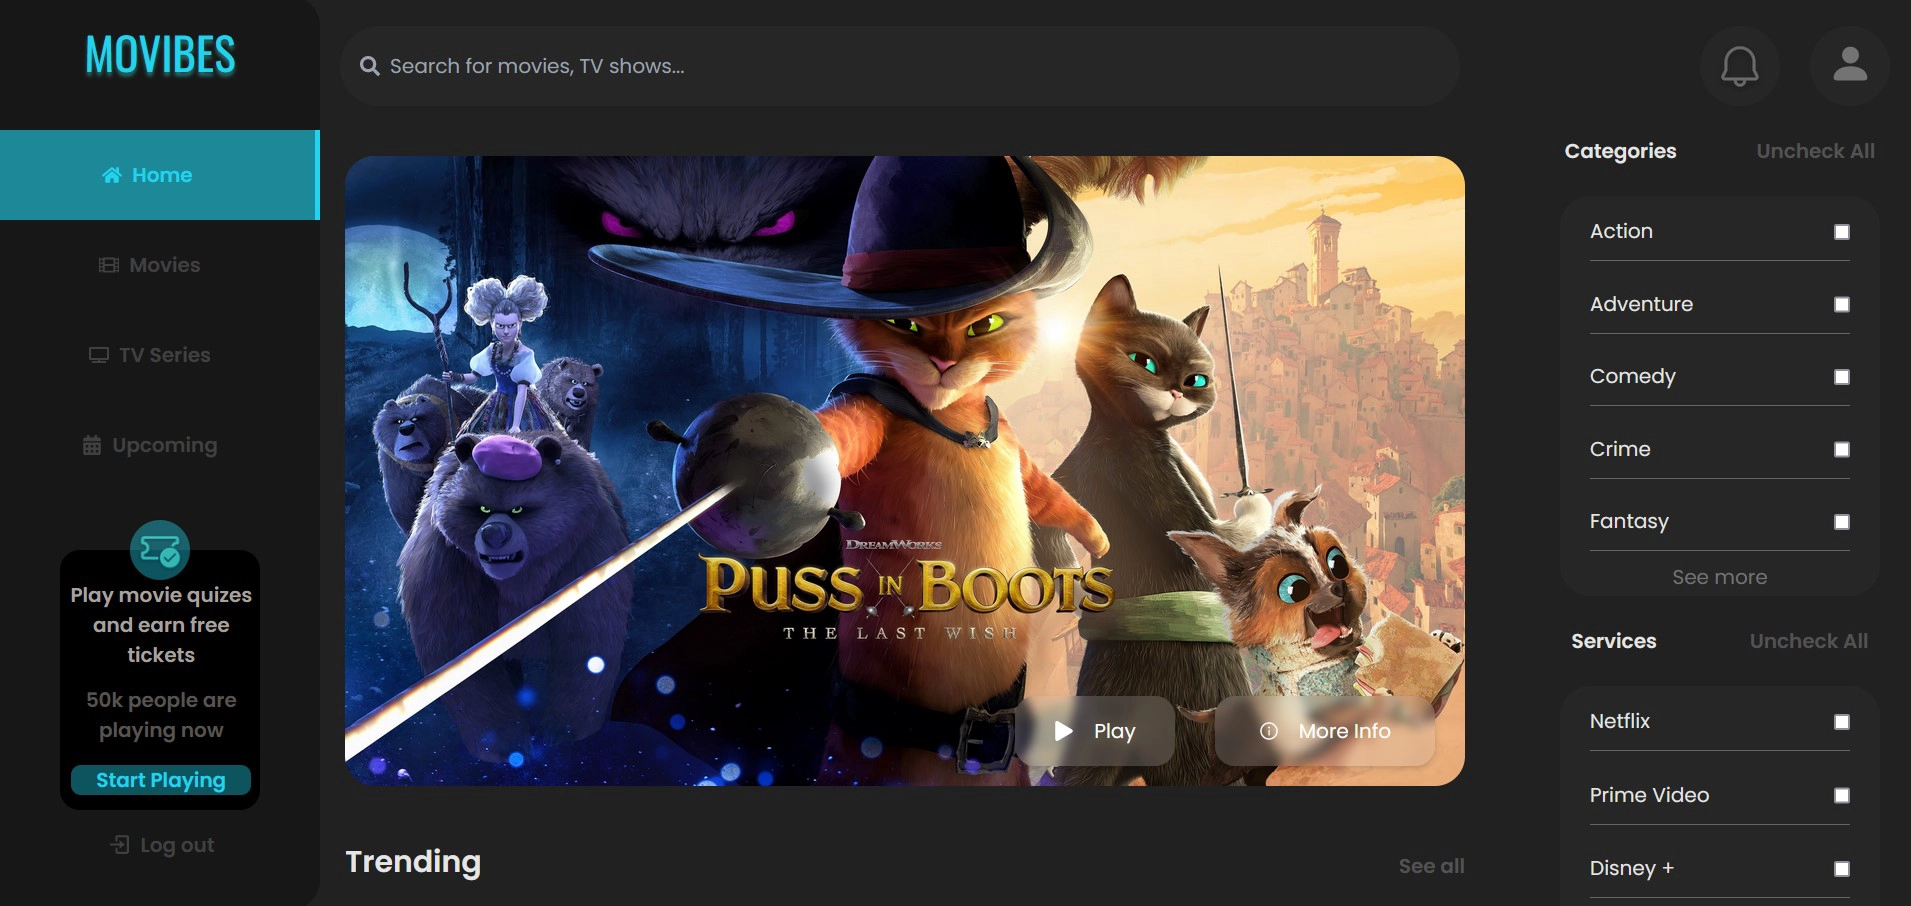 MOVIBES
Search for movies, TV shows...
Home
Movies
TV Series
Upcoming
Play movie quizes
and earn free
tickets
50k people are
playing now
Start Playing
Log out
DREAMWORKS
PUSS IN BOOTS
THE LAST WISH
Play
More Info
Trending
See all
Categories
Uncheck All
Action
Adventure
Comedy
Crime
Fantasy
See more
Services
Uncheck All
Netflix
Prime Video
Disney +